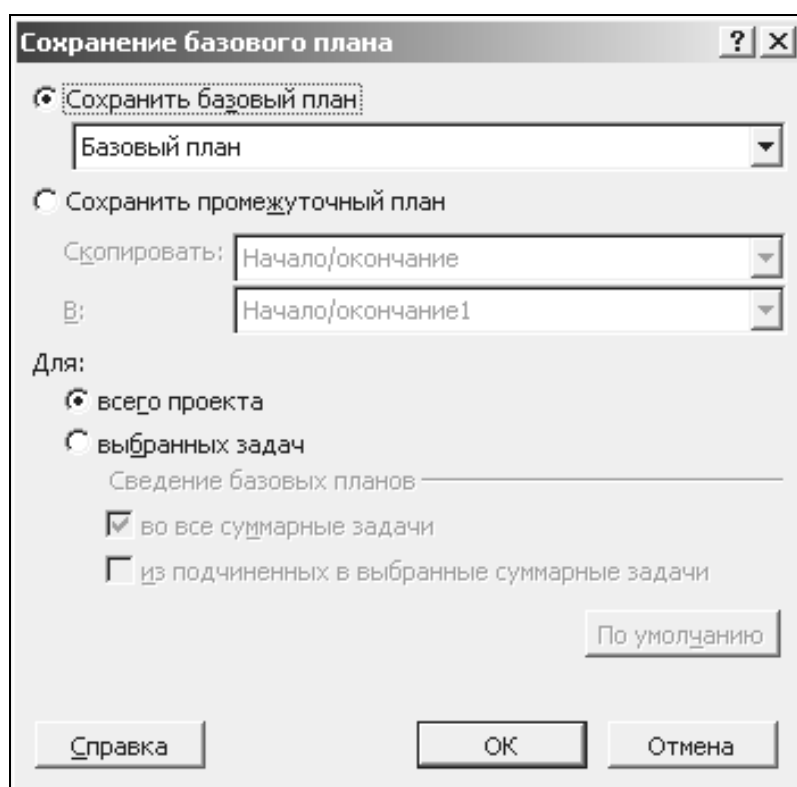 Сохранение базового плана
Сохранить базовый план
Базовый план
Сохранить промежуточный план
Скопировать: Начало/окончание
В: Начало/окончание1
Для:
всего проекта
выбранных задач
Сведение базовых планов
во все суммарные задачи
из подчиненных в выбранные суммарные задачи
По умолчанию
Справка ОК Отмена